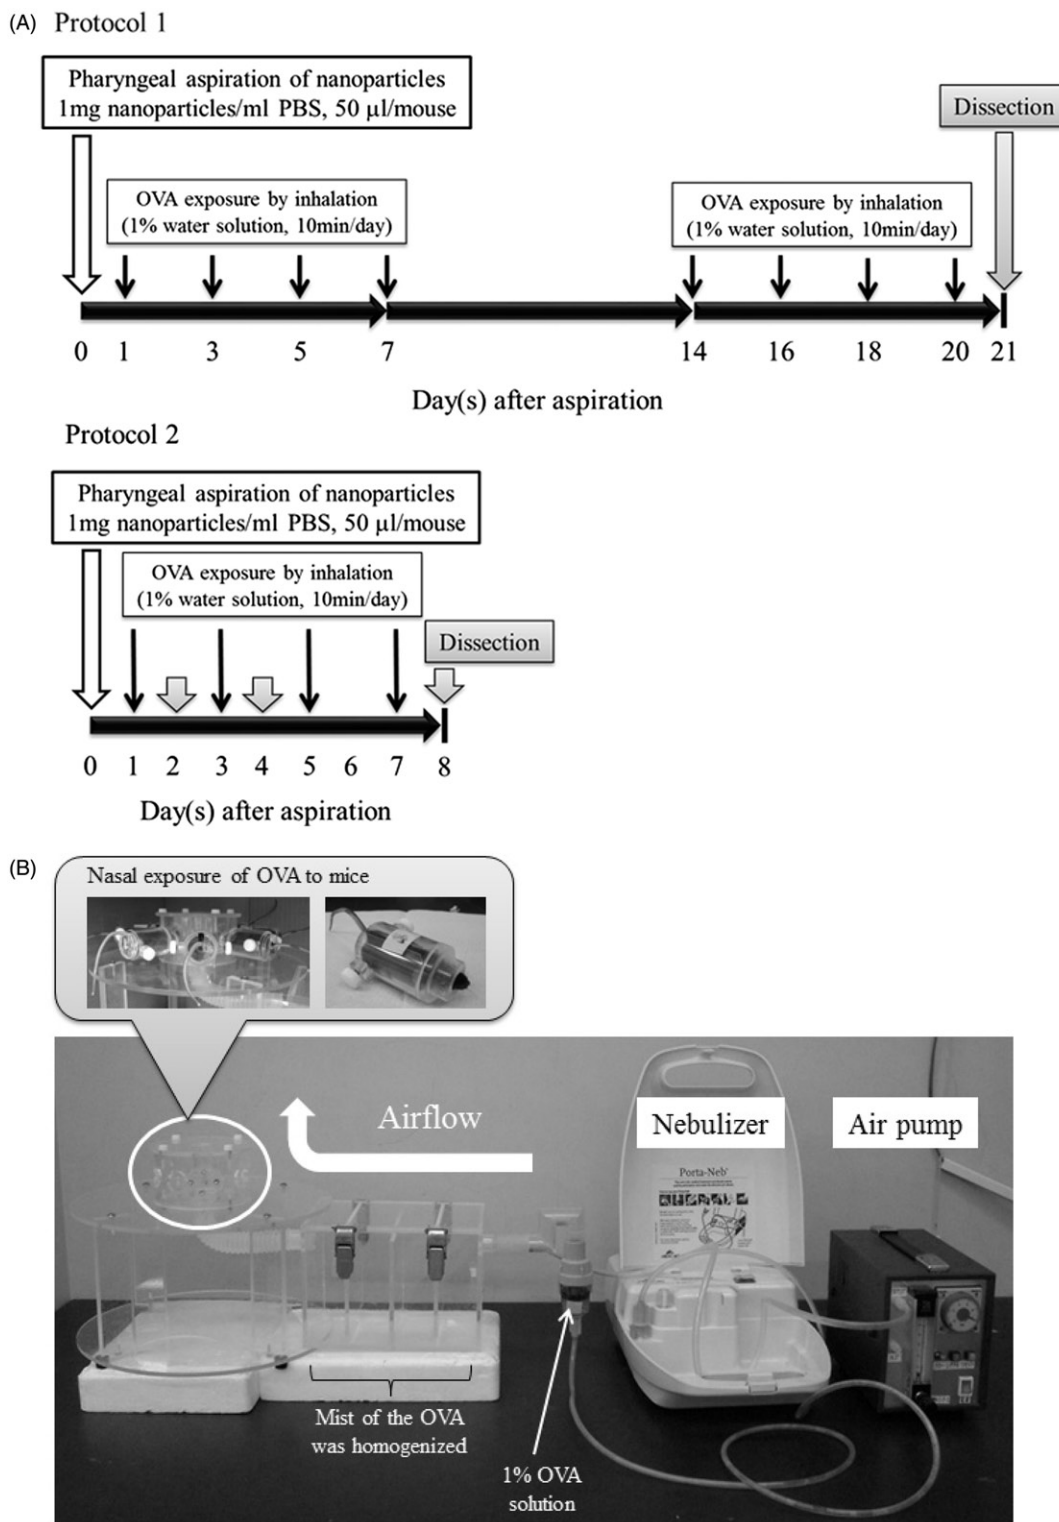 (A) Protocol 1
Pharyngeal aspiration of nanoparticles
1mg nanoparticles/ml PBS, 50 µl/mouse
Dissection
OVA exposure by inhalation
(1% water solution, 10min/day)
OVA exposure by inhalation
(1% water solution, 10min/day)
0 1 3 5 7 14 16 18 20 21
Day(s) after aspiration
Protocol 2
Pharyngeal aspiration of nanoparticles
1mg nanoparticles/ml PBS, 50 µl/mouse
OVA exposure by inhalation
(1% water solution, 10min/day)
Dissection
0 1 2 3 4 5 6 7 8
Day(s) after aspiration
(B)
Nasal exposure of OVA to mice
Airflow
Nebulizer
Air pump
Porta-Neb
Mist of the OVA
was homogenized
1% OVA
solution